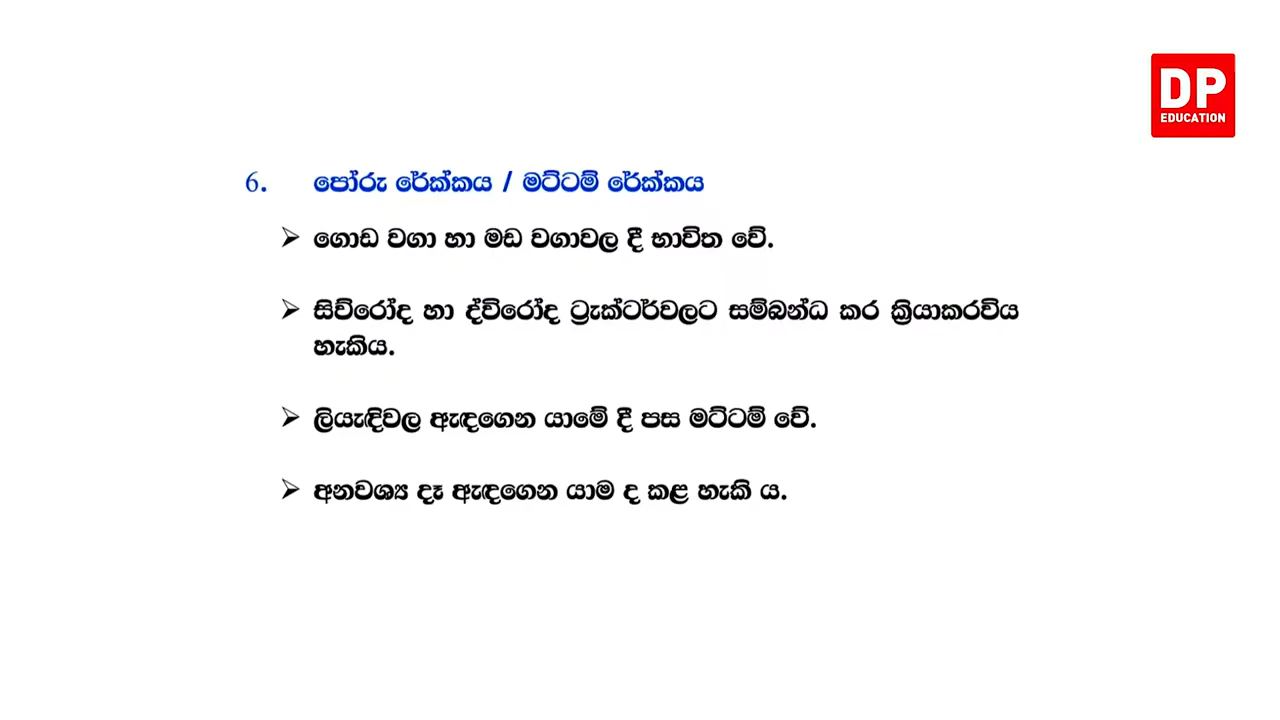 DP
EDUCATION
6. පෝරු රේක්කය / මට්ටම් රේක්කය
➢ ගොඩ වගා හා මඩ වගාවල දී භාවිත වේ.
➢ සිව්රෝද හා ද්විරෝද ට්‍රැක්ටර්වලට සම්බන්ධ කර ක්‍රියාකරවිය
හැකිය.
➢ ලියැඳිවල ඇඳගෙන යාමේ දී පස මට්ටම් වේ.
➢ අනවශ්‍ය දෑ ඇඳගෙන යාම ද කළ හැකි ය.